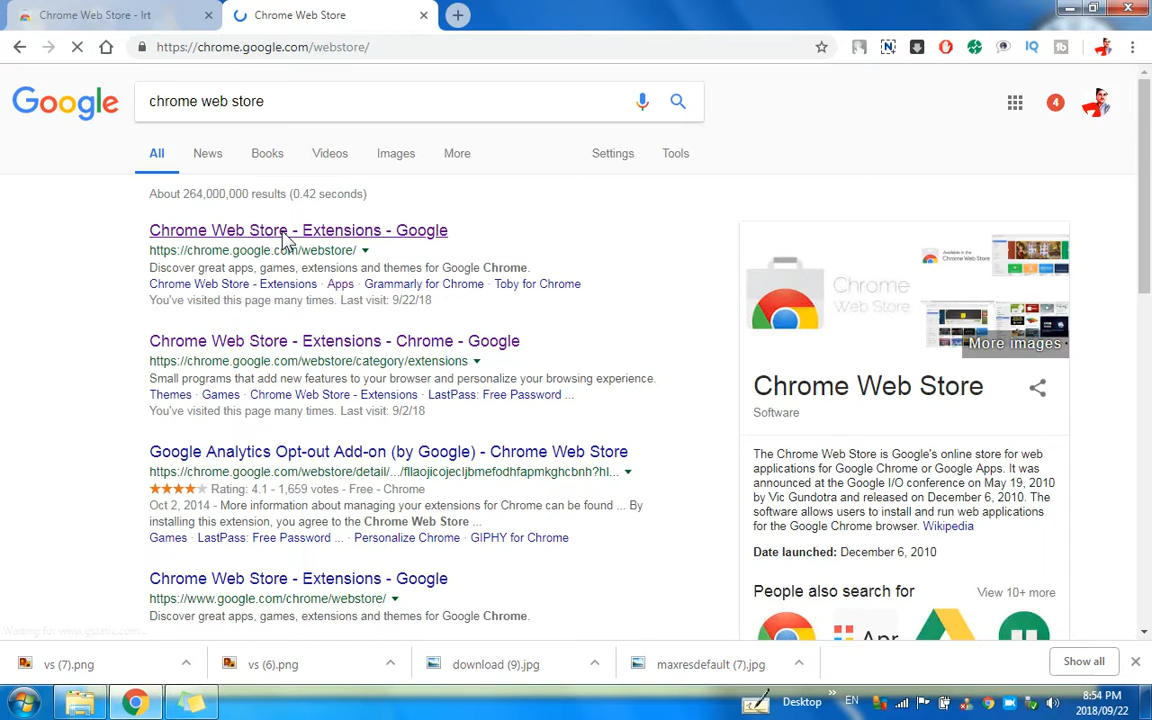 Chrome Web Store - Irt
Chrome Web Store
https://chrome.google.com/webstore/
IQ
Google
chrome web store
4
All News Books Videos Images More Settings Tools
About 264,000,000 results (0.42 seconds)
Chrome Web Store - Extensions - Google
https://chrome.google.com/webstore/
Discover great apps, games, extensions and themes for Google Chrome.
Chrome Web Store - Extensions · Apps · Grammarly for Chrome · Toby for Chrome
You've visited this page many times. Last visit: 9/22/18
Chrome Web Store - Extensions - Chrome - Google
https://chrome.google.com/webstore/category/extensions
Small programs that add new features to your browser and personalize your browsing experience.
Themes · Games · Chrome Web Store - Extensions · LastPass: Free Password ...
You've visited this page many times. Last visit: 9/2/18
Google Analytics Opt-out Add-on (by Google) - Chrome Web Store
https://chrome.google.com/webstore/detail/.../fllaojicojecljbmefodhfapmkghcbnh?hl...
Rating: 4.1 - 1,659 votes - Free - Chrome
Oct 2, 2014 - More information about managing your extensions for Chrome can be found ... By
installing this extension, you agree to the Chrome Web Store ...
Games · LastPass: Free Password ... · Personalize Chrome · GIPHY for Chrome
Chrome Web Store - Extensions - Google
https://www.google.com/chrome/webstore/
Discover great apps, games, extensions and themes for Google Chrome.
Chrome
Web Store
Available in the
Chrome Web Store
More images
Chrome Web Store
Software
The Chrome Web Store is Google's online store for web
applications for Google Chrome or Google Apps. It was
announced at the Google I/O conference on May 19, 2010
by Vic Gundotra and released on December 6, 2010. The
software allows users to install and run web applications
for the Google Chrome browser. Wikipedia
Date launched: December 6, 2010
People also search for View 10+ more
Waiting for www.gstatic.com...
vs (7).png
vs (6).png
download (9).jpg
maxresdefault (7).jpg
Show all
Desktop
EN
8:54 PM
2018/09/22